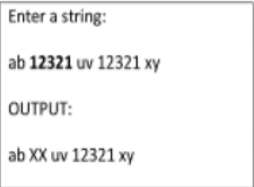 Enter a string:
ab 12321 uv 12321 xy
OUTPUT:
ab XX uv 12321 xy